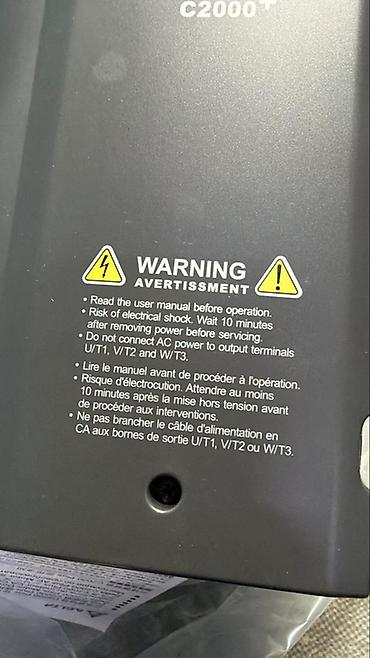 C2000+
WARNING
AVERTISSMENT
• Read the user manual before operation.
• Risk of electrical shock. Wait 10 minutes
after removing power before servicing.
• Do not connect AC power to output terminals
U/T1, V/T2 and W/T3.
• Lire le manuel avant de procéder à l'opération.
• Risque d'électrocution. Attendre au moins
10 minutes après la mise hors tension avant
de procéder aux interventions.
• Ne pas brancher le câble d'alimentation en
CA aux bornes de sortie U/T1, V/T2 ou W/T3.
DELTA